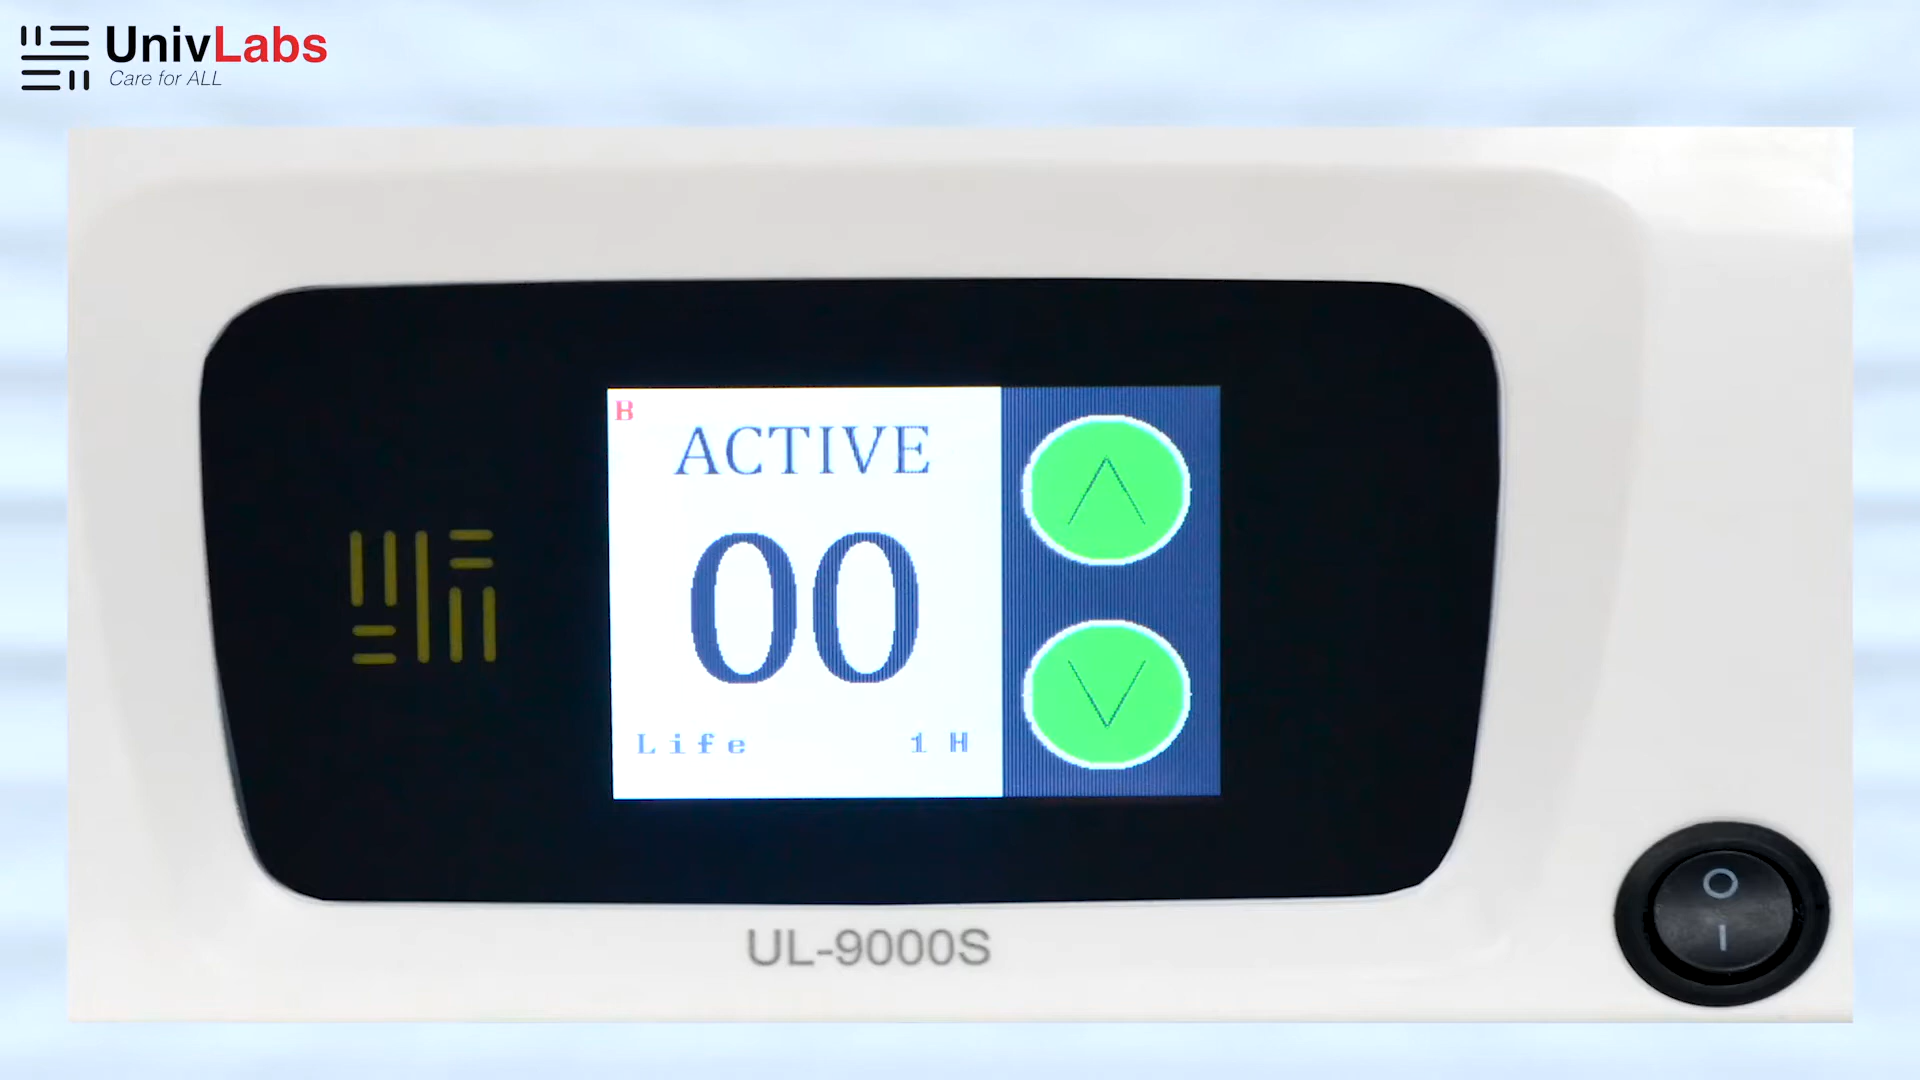 UnivLabs
Care for ALL
B
ACTIVE
00
Life 1 H
UL-9000S
O
I